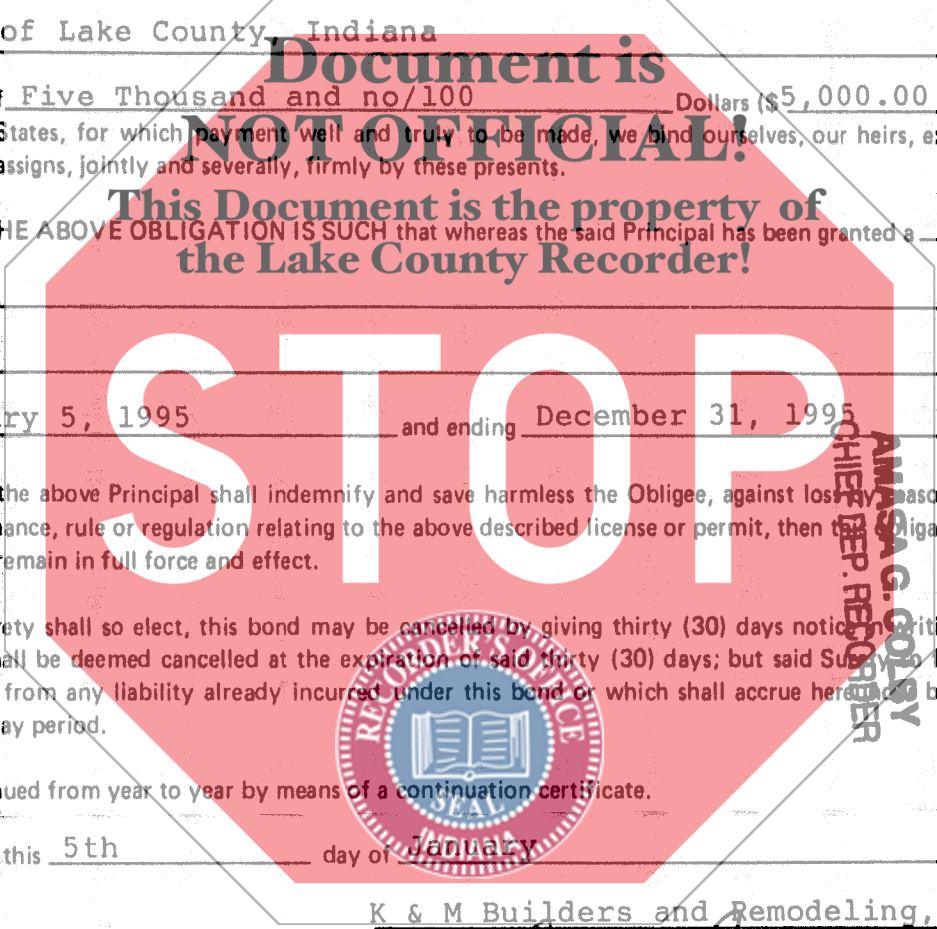 of Lake County, Indiana
Document is
Five Thousand and no/100 Dollars ($5,000.00
NOT OFFICIAL!
States, for which payment well and truly to be made, we bind ourselves, our heirs,
assigns, jointly and severally, firmly by these presents.
This Document is the property of
HE ABOVE OBLIGATION IS SUCH that whereas the said Principal has been granted a
the Lake County Recorder!
STOP
ry 5, 1995 and ending December 31, 1995
the above Principal shall indemnify and save harmless the Obligee, against loss by
ance, rule or regulation relating to the above described license or permit, then
remain in full force and effect.
AMASA G. COLBY
CHIEF DEP. RECORDER
ety shall so elect, this bond may be cancelled by giving thirty (30) days notice in
all be deemed cancelled at the expiration of said thirty (30) days; but said
from any liability already incurred under this bond or which shall accrue
ay period.
RECORDER'S OFFICE
SEAL
INDIANA
ued from year to year by means of a continuation certificate.
this 5th day of January
K & M Builders and Remodeling,